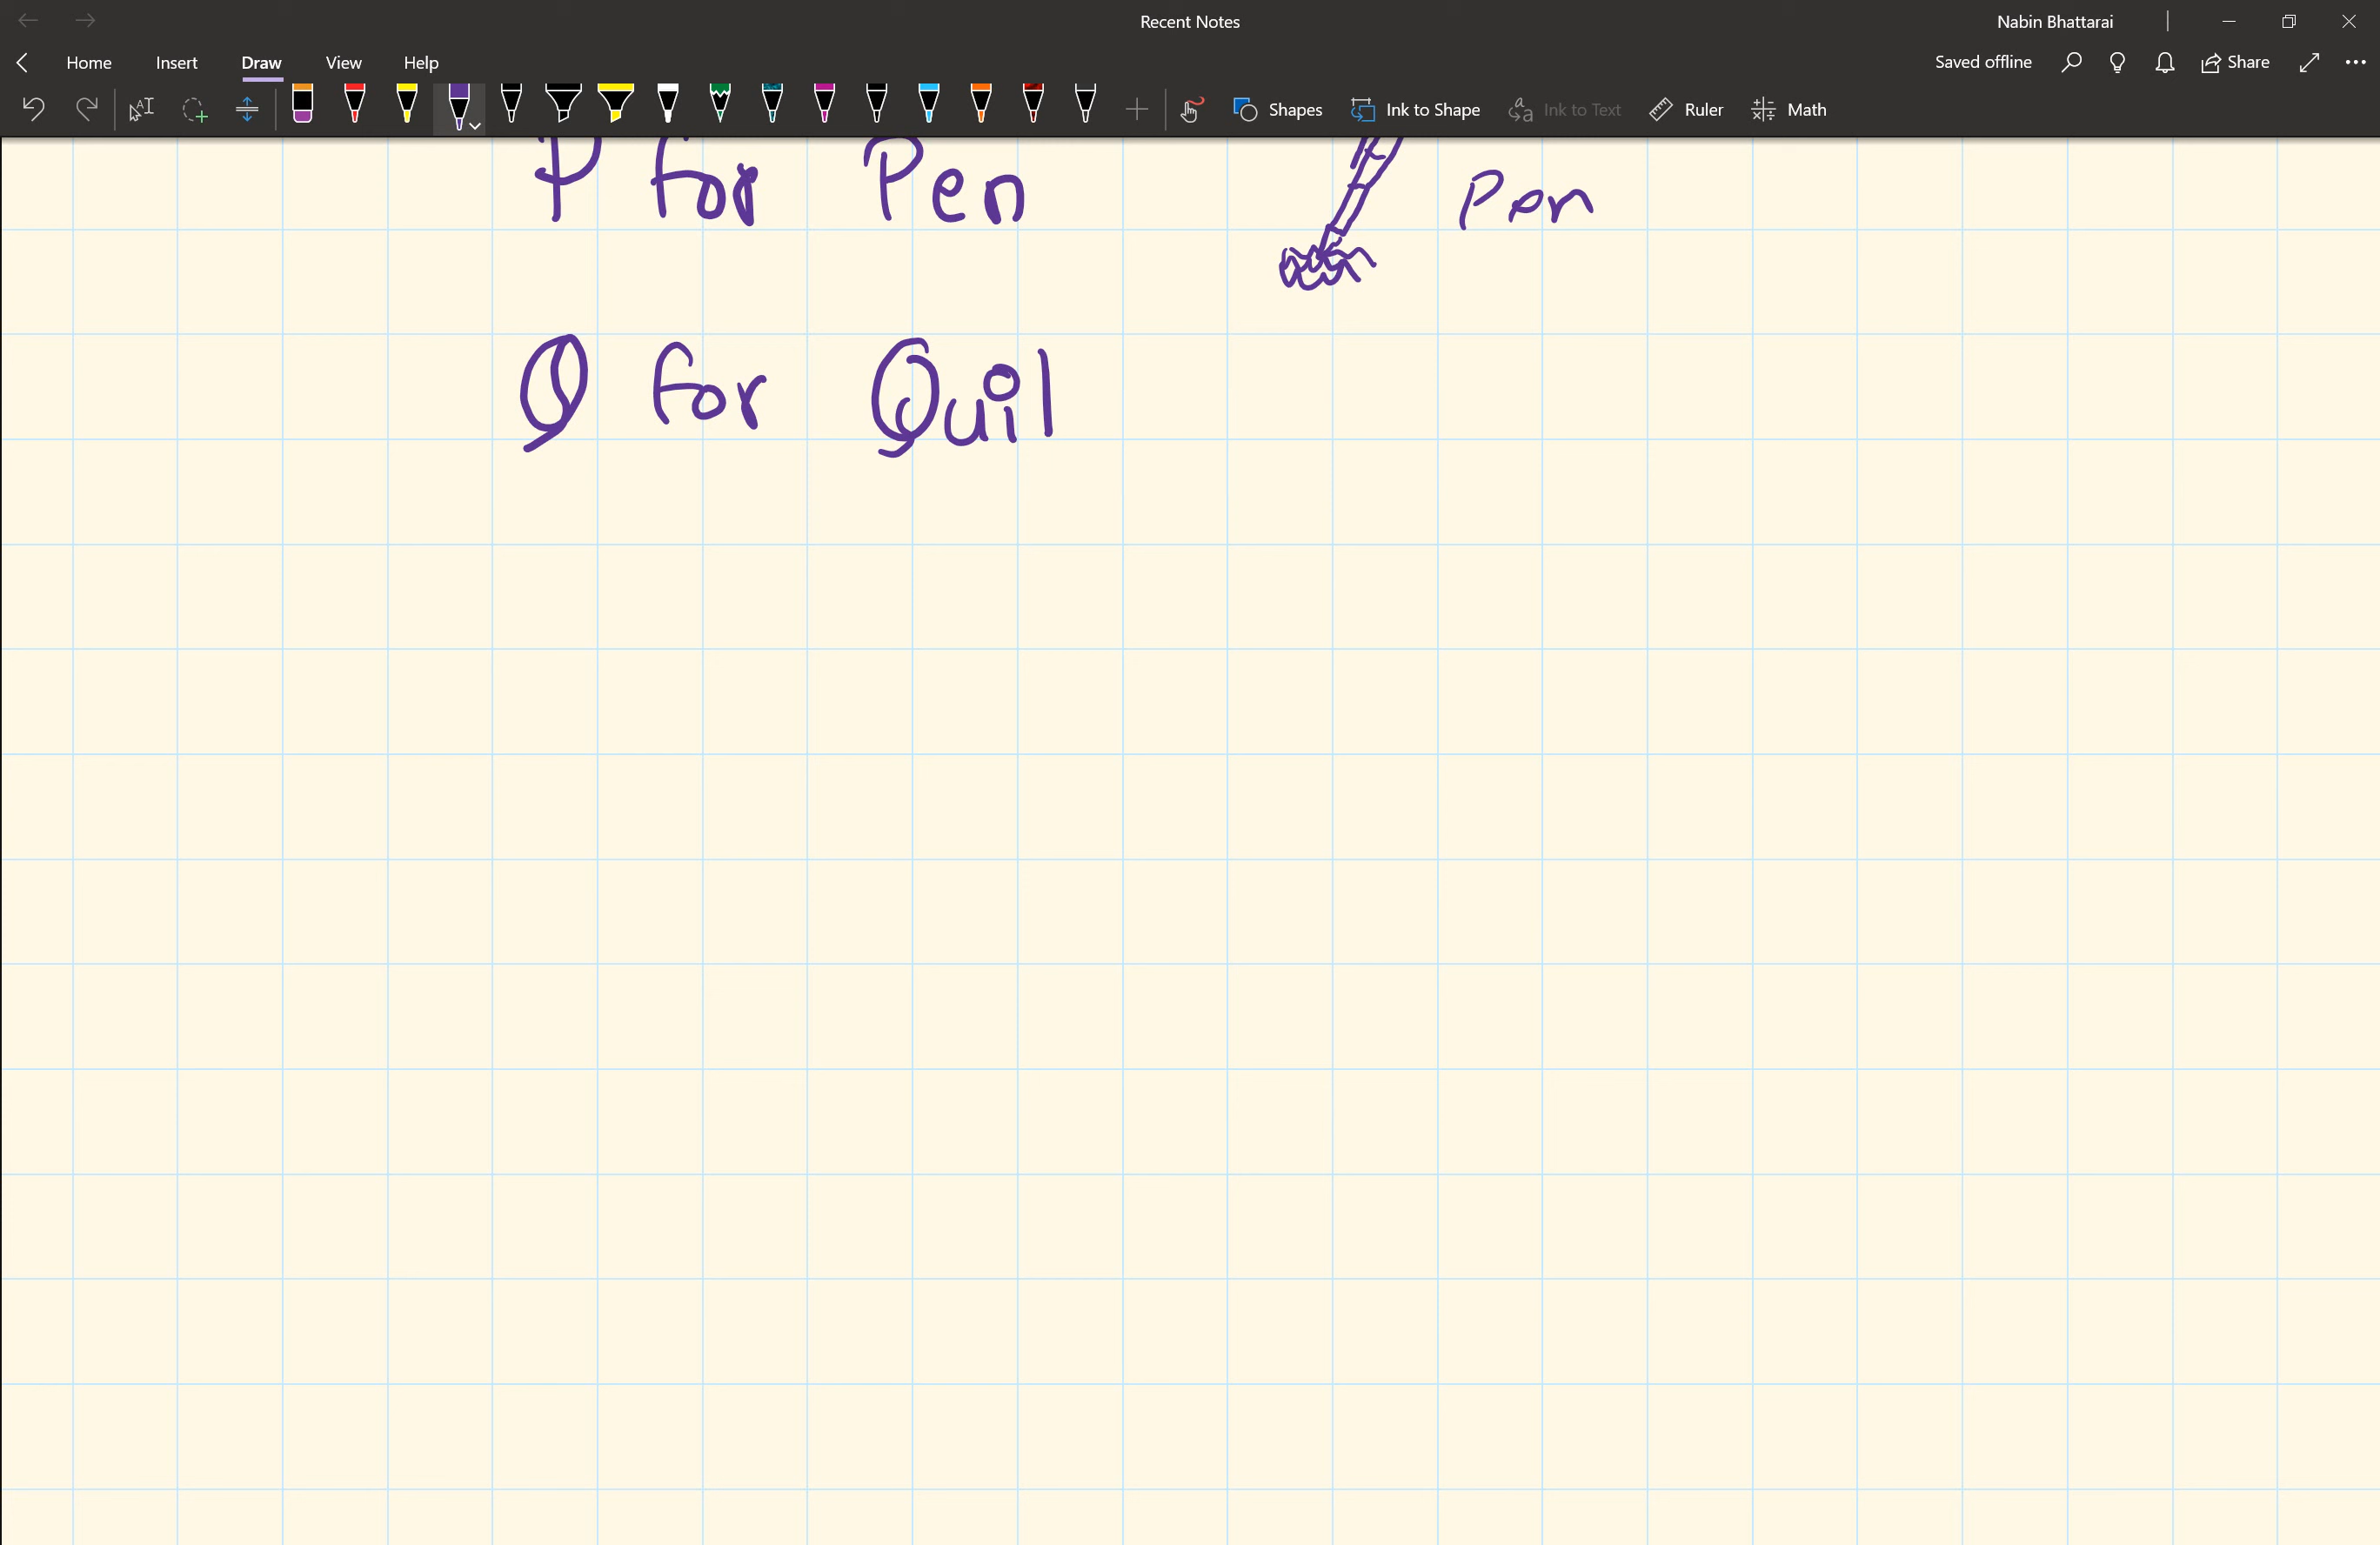 Recent Notes Nabin Bhattarai
Home Insert Draw View Help Saved offline Share
Shapes Ink to Shape Ink to Text Ruler Math
P for Pen Pen
Q for Quil